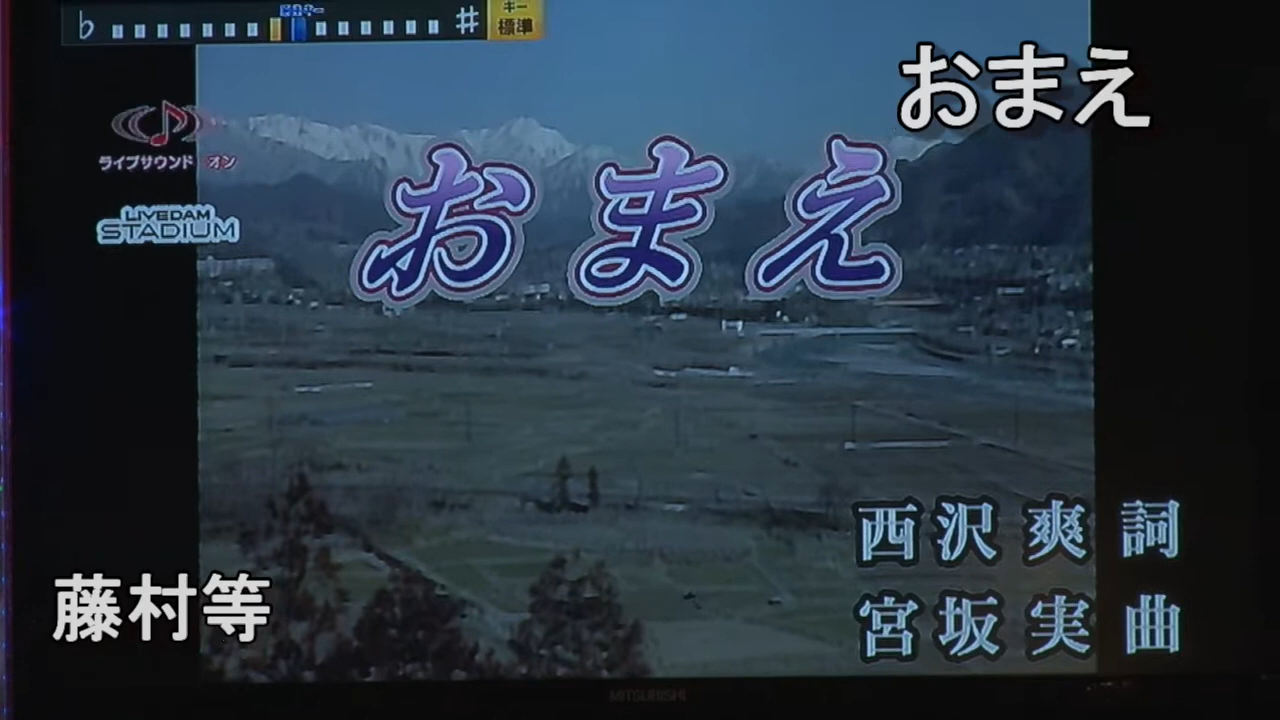 ♭
♯
キー
標準
おまえ
ライブサウンド オン
おまえ
LIVEDAM
STADIUM
西沢 爽 詞
藤村等
宮坂 実 曲
MITSUBISHI